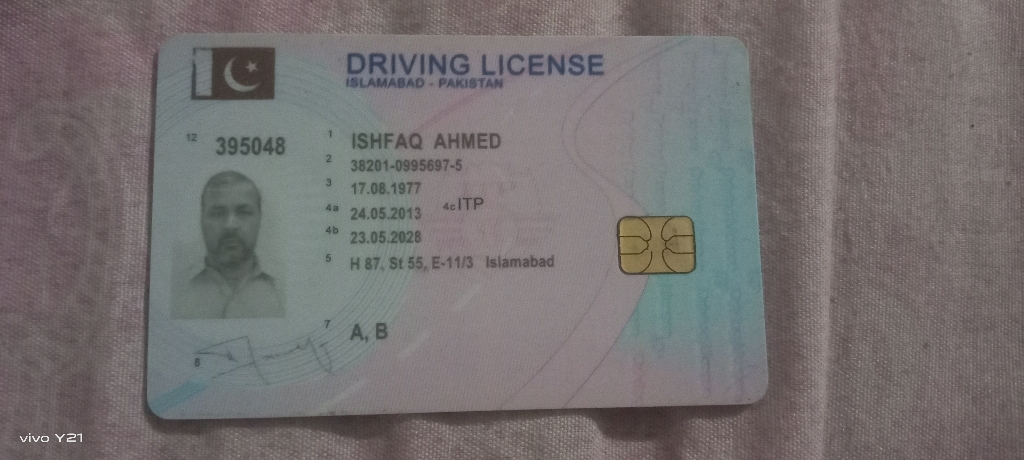 DRIVING LICENSE
ISLAMABAD - PAKISTAN
12 395048
1 ISHFAQ AHMED
2 38201-0995697-5
3 17.08.1977
4a 24.05.2013 4c ITP
4b 23.05.2028
5 H 87, St 55, E-11/3 Islamabad
7 A, B
6
vivo Y21